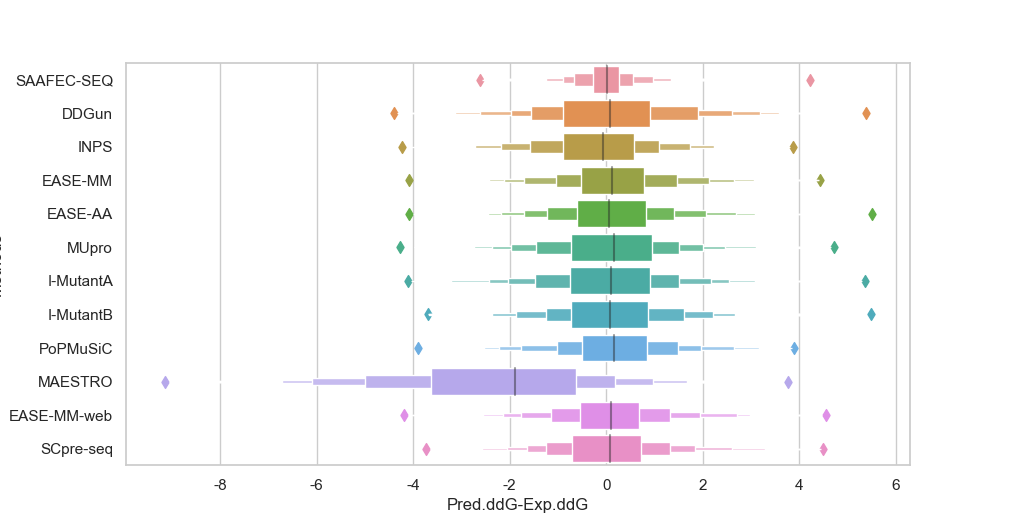 SAAFEC-SEQ
DDGun
INPS
EASE-MM
EASE-AA
MUpro
I-MutantA
I-MutantB
PoPMuSiC
MAESTRO
EASE-MM-web
SCpre-seq
-8 -6 -4 -2 0 2 4 6
Pred.ddG-Exp.ddG